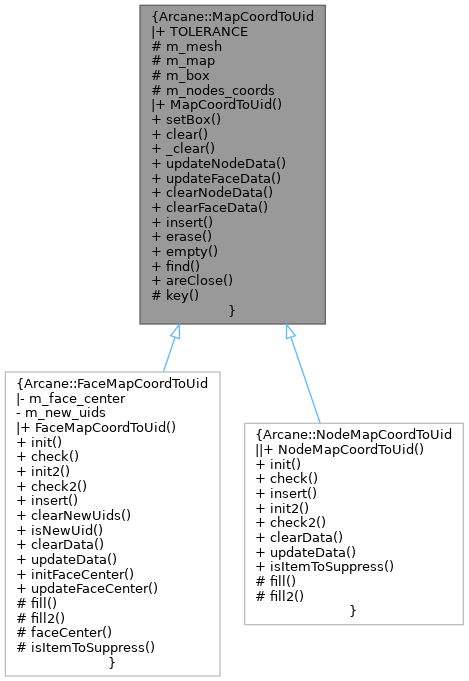 {Arcane::MapCoordToUid
|+ TOLERANCE
# m_mesh
# m_map
# m_box
# m_nodes_coords
|+ MapCoordToUid()
+ setBox()
+ clear()
+ _clear()
+ updateNodeData()
+ updateFaceData()
+ clearNodeData()
+ clearFaceData()
+ insert()
+ erase()
+ empty()
+ find()
+ areClose()
# key()
}
{Arcane::FaceMapCoordToUid
|- m_face_center
- m_new_uids
|+ FaceMapCoordToUid()
+ init()
+ check()
+ init2()
+ check2()
+ insert()
+ clearNewUids()
+ isNewUid()
+ clearData()
+ updateData()
+ initFaceCenter()
+ updateFaceCenter()
# fill()
# fill2()
# faceCenter()
# isItemToSuppress()
}
{Arcane::NodeMapCoordToUid
||+ NodeMapCoordToUid()
+ init()
+ check()
+ insert()
+ init2()
+ check2()
+ clearData()
+ updateData()
+ isItemToSuppress()
# fill()
# fill2()
}